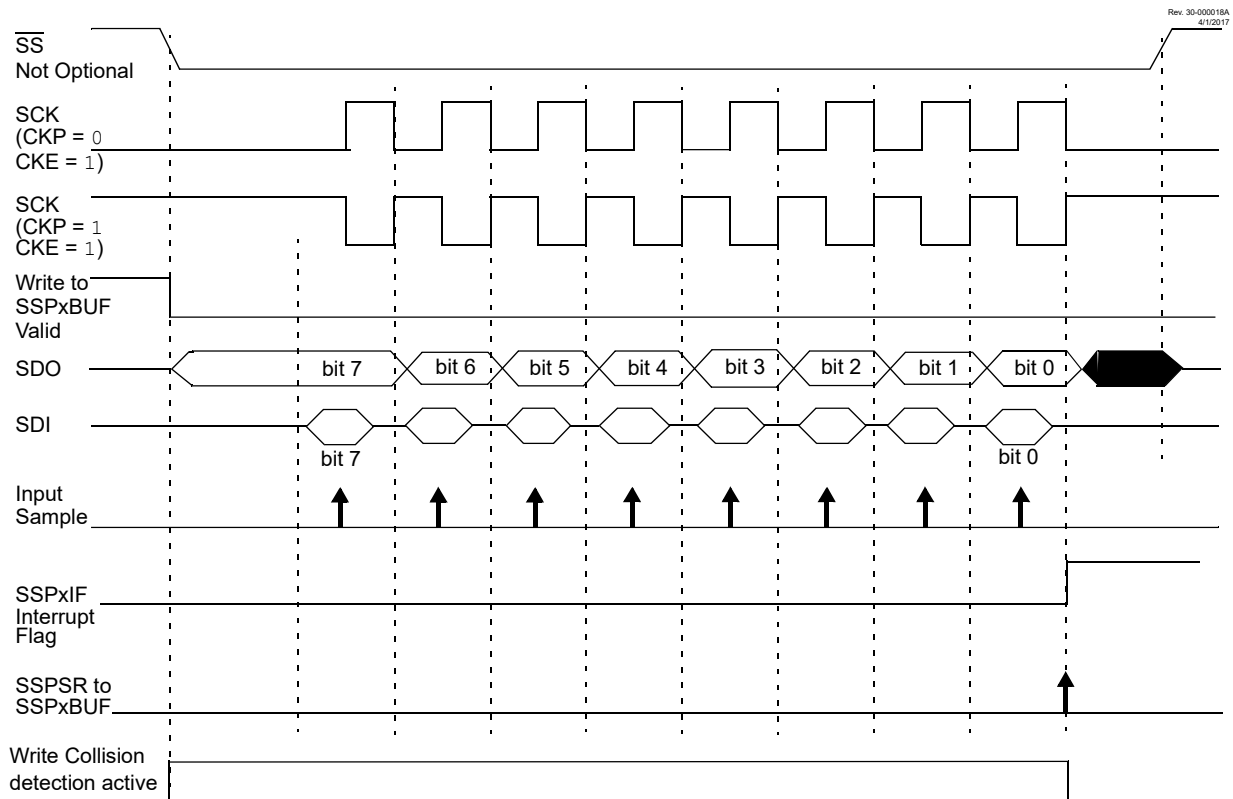 Rev. 30-000018A
4/1/2017
SS
Not Optional
SCK
(CKP = 0
CKE = 1)
SCK
(CKP = 1
CKE = 1)
Write to
SSPxBUF
Valid
SDO
bit 7
bit 6
bit 5
bit 4
bit 3
bit 2
bit 1
bit 0
SDI
bit 7
bit 0
Input
Sample
SSPxIF
Interrupt
Flag
SSPSR to
SSPxBUF
Write Collision
detection active